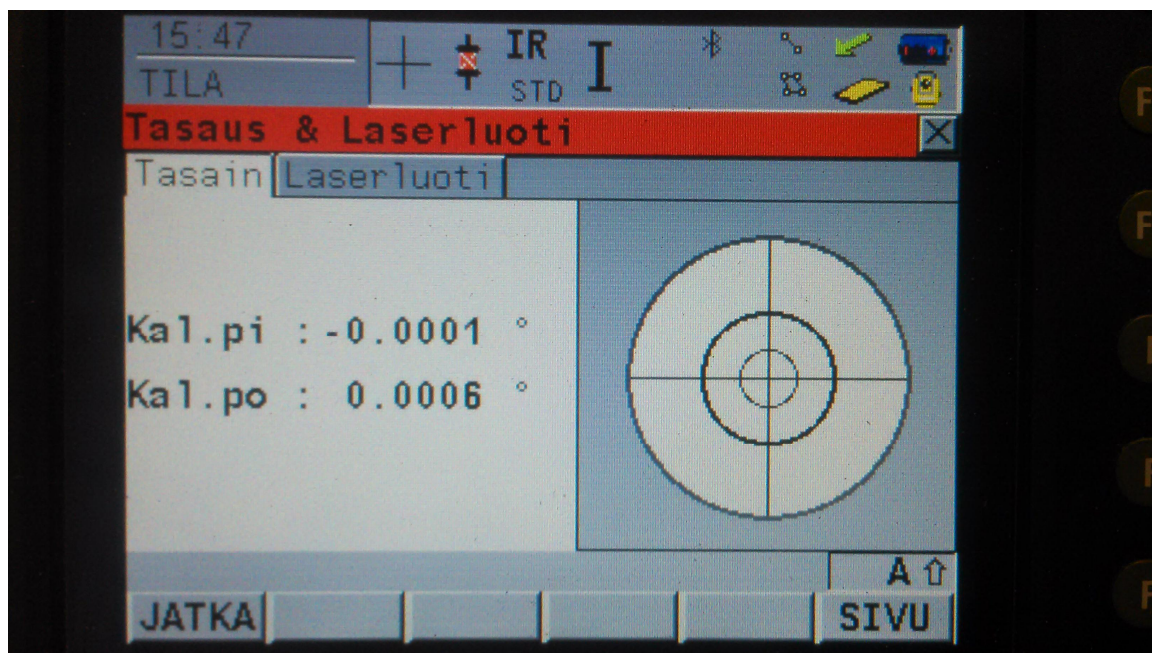 15:47
TILA
IR
STD
I
Tasaus & Laserluoti
Tasain Laserluoti
Kal.pi :-0.0001 °
Kal.po : 0.0006 °
A
JATKA SIVU
F
F
F
F